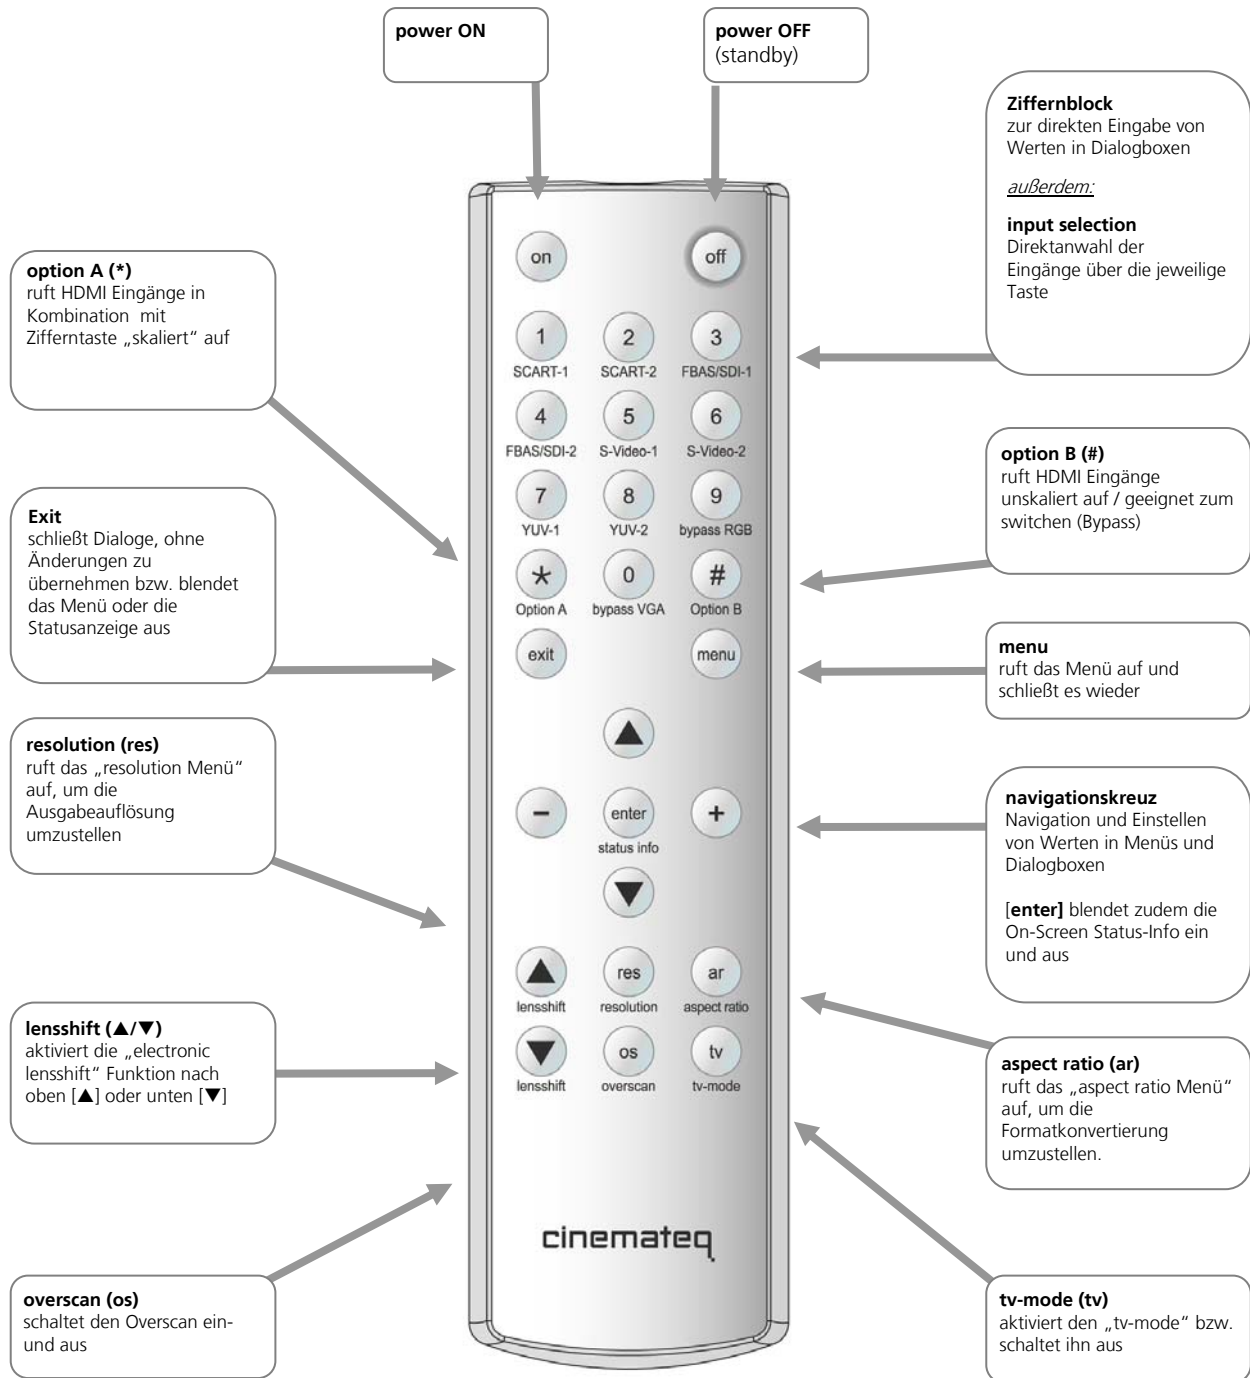 power ON
power OFF
(standby)
Ziffernblock
zur direkten Eingabe von
Werten in Dialogboxen
außerdem:
input selection
Direktanwahl der
Eingänge über die jeweilige
Taste
option A (*)
ruft HDMI Eingänge in
Kombination mit
Zifferntaste „skaliert“ auf
option B (#)
ruft HDMI Eingänge
unskaliert auf / geeignet zum
switchen (Bypass)
Exit
schließt Dialoge, ohne
Änderungen zu
übernehmen bzw. blendet
das Menü oder die
Statusanzeige aus
menu
ruft das Menü auf und
schließt es wieder
resolution (res)
ruft das „resolution Menü“
auf, um die
Ausgabeauflösung
umzustellen
navigationskreuz
Navigation und Einstellen
von Werten in Menüs und
Dialogboxen
[enter] blendet zudem die
On-Screen Status-Info ein
und aus
lensshift (▲/▼)
aktiviert die „electronic
lensshift“ Funktion nach
oben [▲] oder unten [▼]
aspect ratio (ar)
ruft das „aspect ratio Menü“
auf, um die
Formatkonvertierung
umzustellen.
overscan (os)
schaltet den Overscan ein-
und aus
tv-mode (tv)
aktiviert den „tv-mode“ bzw.
schaltet ihn aus
on off
1 2 3
SCART-1 SCART-2 FBAS/SDI-1
4 5 6
FBAS/SDI-2 S-Video-1 S-Video-2
7 8 9
YUV-1 YUV-2 bypass RGB
* 0 #
Option A bypass VGA Option B
exit menu
▲
− enter +
status info
▼
▲ res ar
lensshift resolution aspect ratio
▼ os tv
lensshift overscan tv-mode
cinemateq